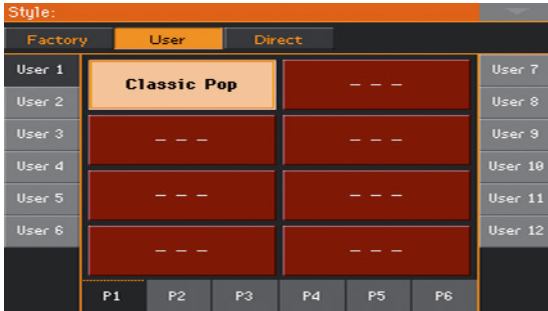 Style:
Factory User Direct
User 1 Classic Pop - - - User 7
User 2 User 8
User 3 - - - - - - User 9
User 4 User 10
User 5 - - - - - - User 11
User 6 - - - - - - User 12
P1 P2 P3 P4 P5 P6